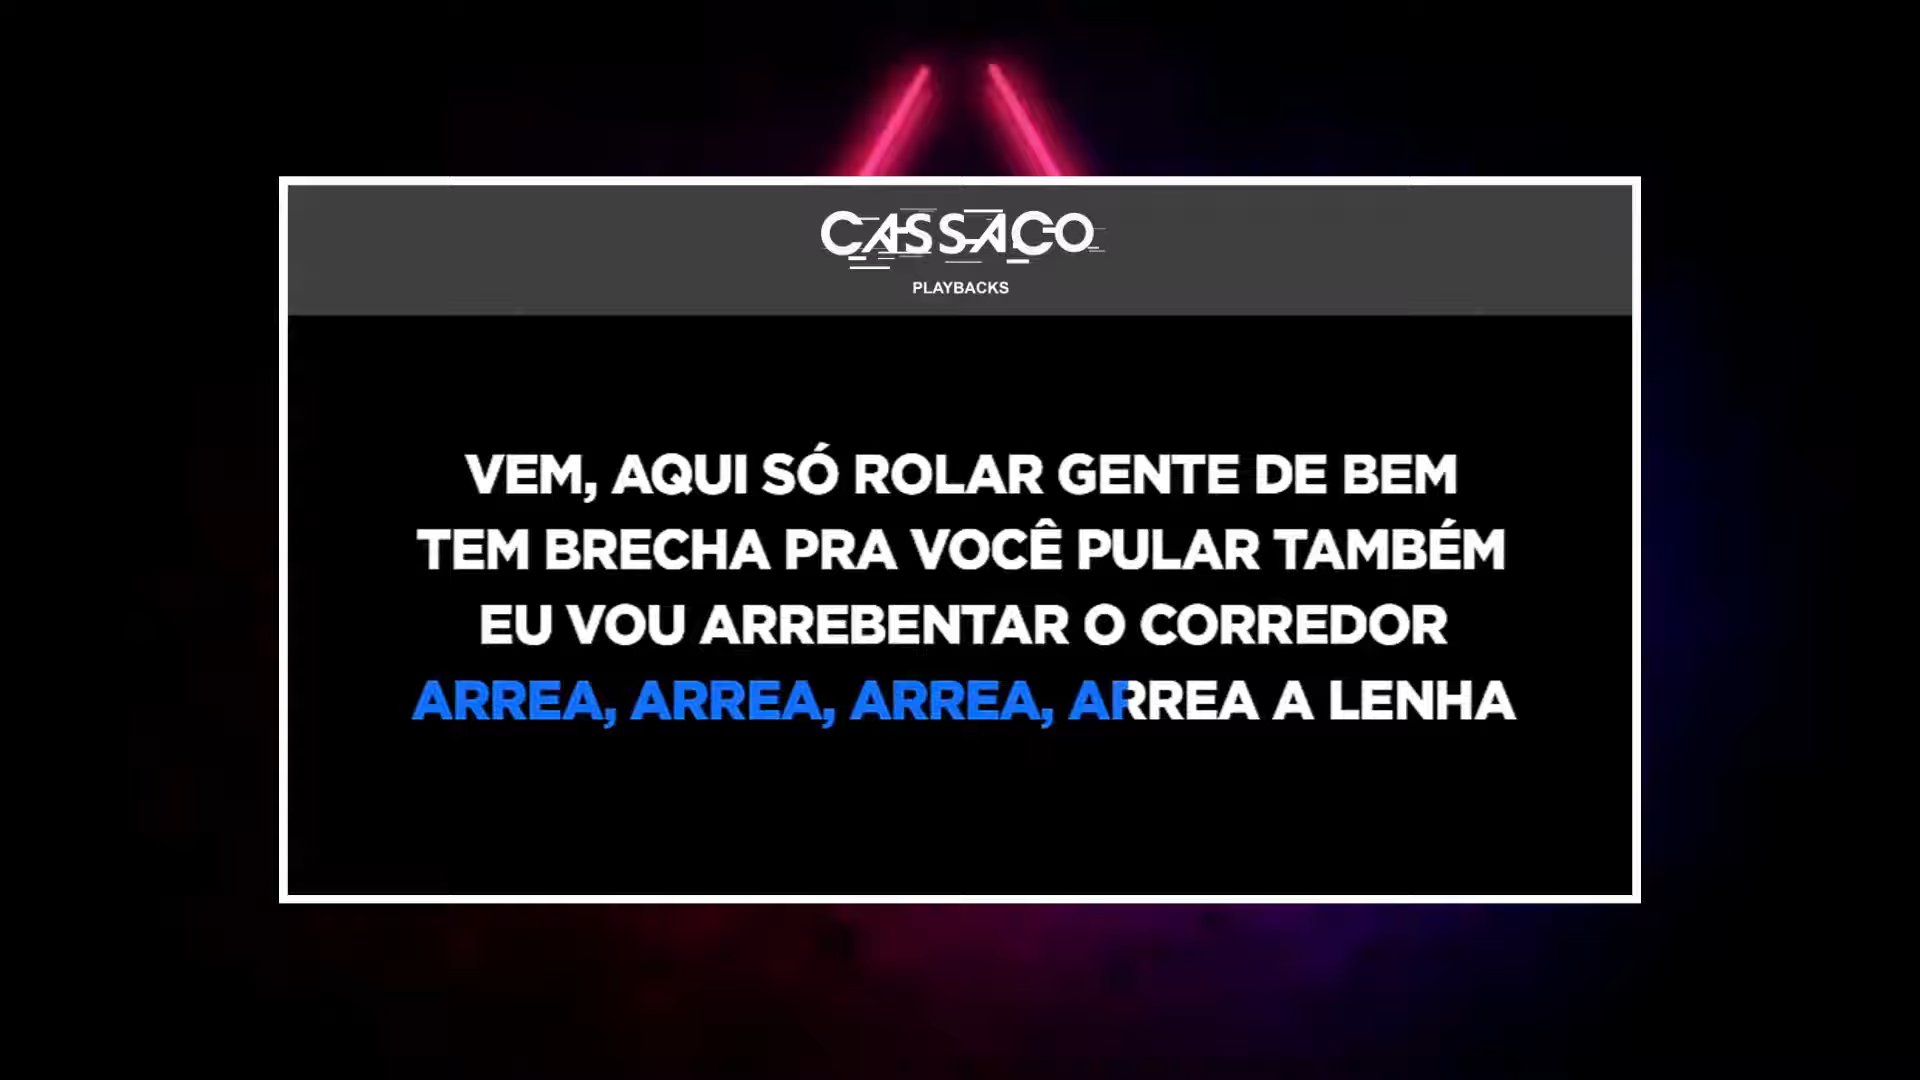 CASSACO
PLAYBACKS
VEM, AQUI SÓ ROLAR GENTE DE BEM
TEM BRECHA PRA VOCÊ PULAR TAMBÉM
EU VOU ARREBENTAR O CORREDOR
ARREA, ARREA, ARREA, ARREA A LENHA